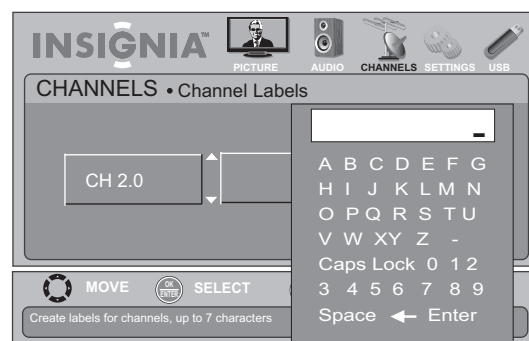 INSIGNIA™
PICTURE AUDIO CHANNELS SETTINGS USB
CHANNELS • Channel Labels
CH 2.0
_
A B C D E F G
H I J K L M N
O P Q R S T U
V W X Y Z -
Caps Lock 0 1 2
3 4 5 6 7 8 9
Space ← Enter
MOVE OK ENTER SELECT
Create labels for channels, up to 7 characters